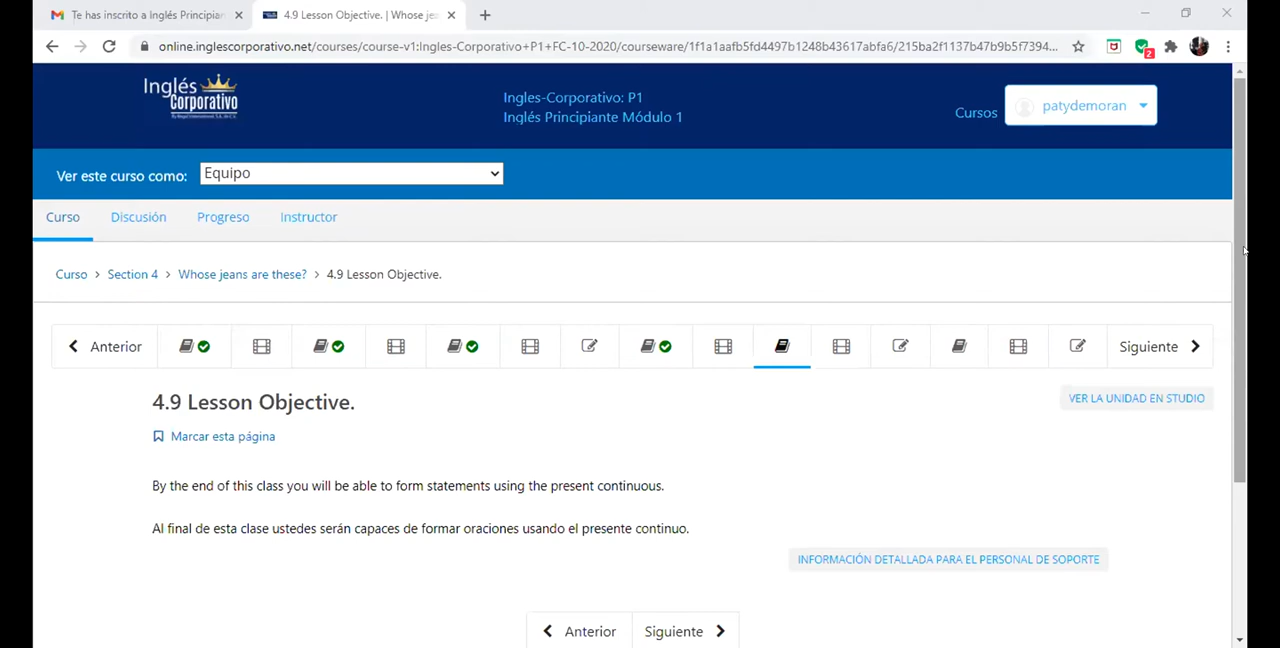 Te has inscrito a Inglés Principian
4.9 Lesson Objective. | Whose je
online.inglescorporativo.net/courses/course-v1:Ingles-Corporativo+P1+FC-10-2020/courseware/1f1a1aafb5fd4497b1248b43617abfa6/215ba2f1137b47b9b5f7394...
2
Inglés
Corporativo
Ingles-Corporativo: P1
Inglés Principiante Módulo 1
Cursos
patydemoran
Ver este curso como:
Equipo
Curso
Discusión
Progreso
Instructor
Curso > Section 4 > Whose jeans are these? > 4.9 Lesson Objective.
Anterior
Siguiente
4.9 Lesson Objective.
VER LA UNIDAD EN STUDIO
Marcar esta página
By the end of this class you will be able to form statements using the present continuous.
Al final de esta clase ustedes serán capaces de formar oraciones usando el presente continuo.
INFORMACIÓN DETALLADA PARA EL PERSONAL DE SOPORTE
Anterior
Siguiente